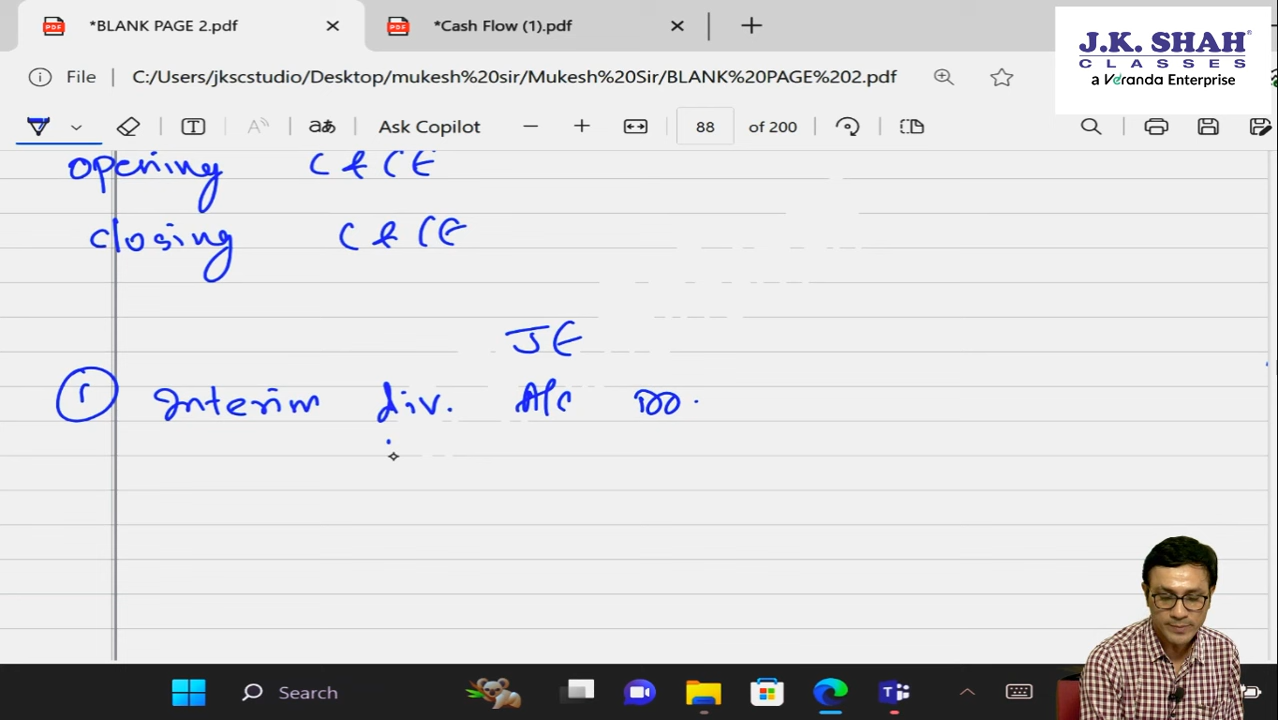 *BLANK PAGE 2.pdf
*Cash Flow (1).pdf
J.K. SHAH®
CLASSES
a Veranda Enterprise
File C:/Users/jkscstudio/Desktop/mukesh%20sir/Mukesh%20Sir/BLANK%20PAGE%202.pdf
Ask Copilot 88 of 200
opening C & CE
closing C & CE
JE
① Interim div. A/c Dr.
Search